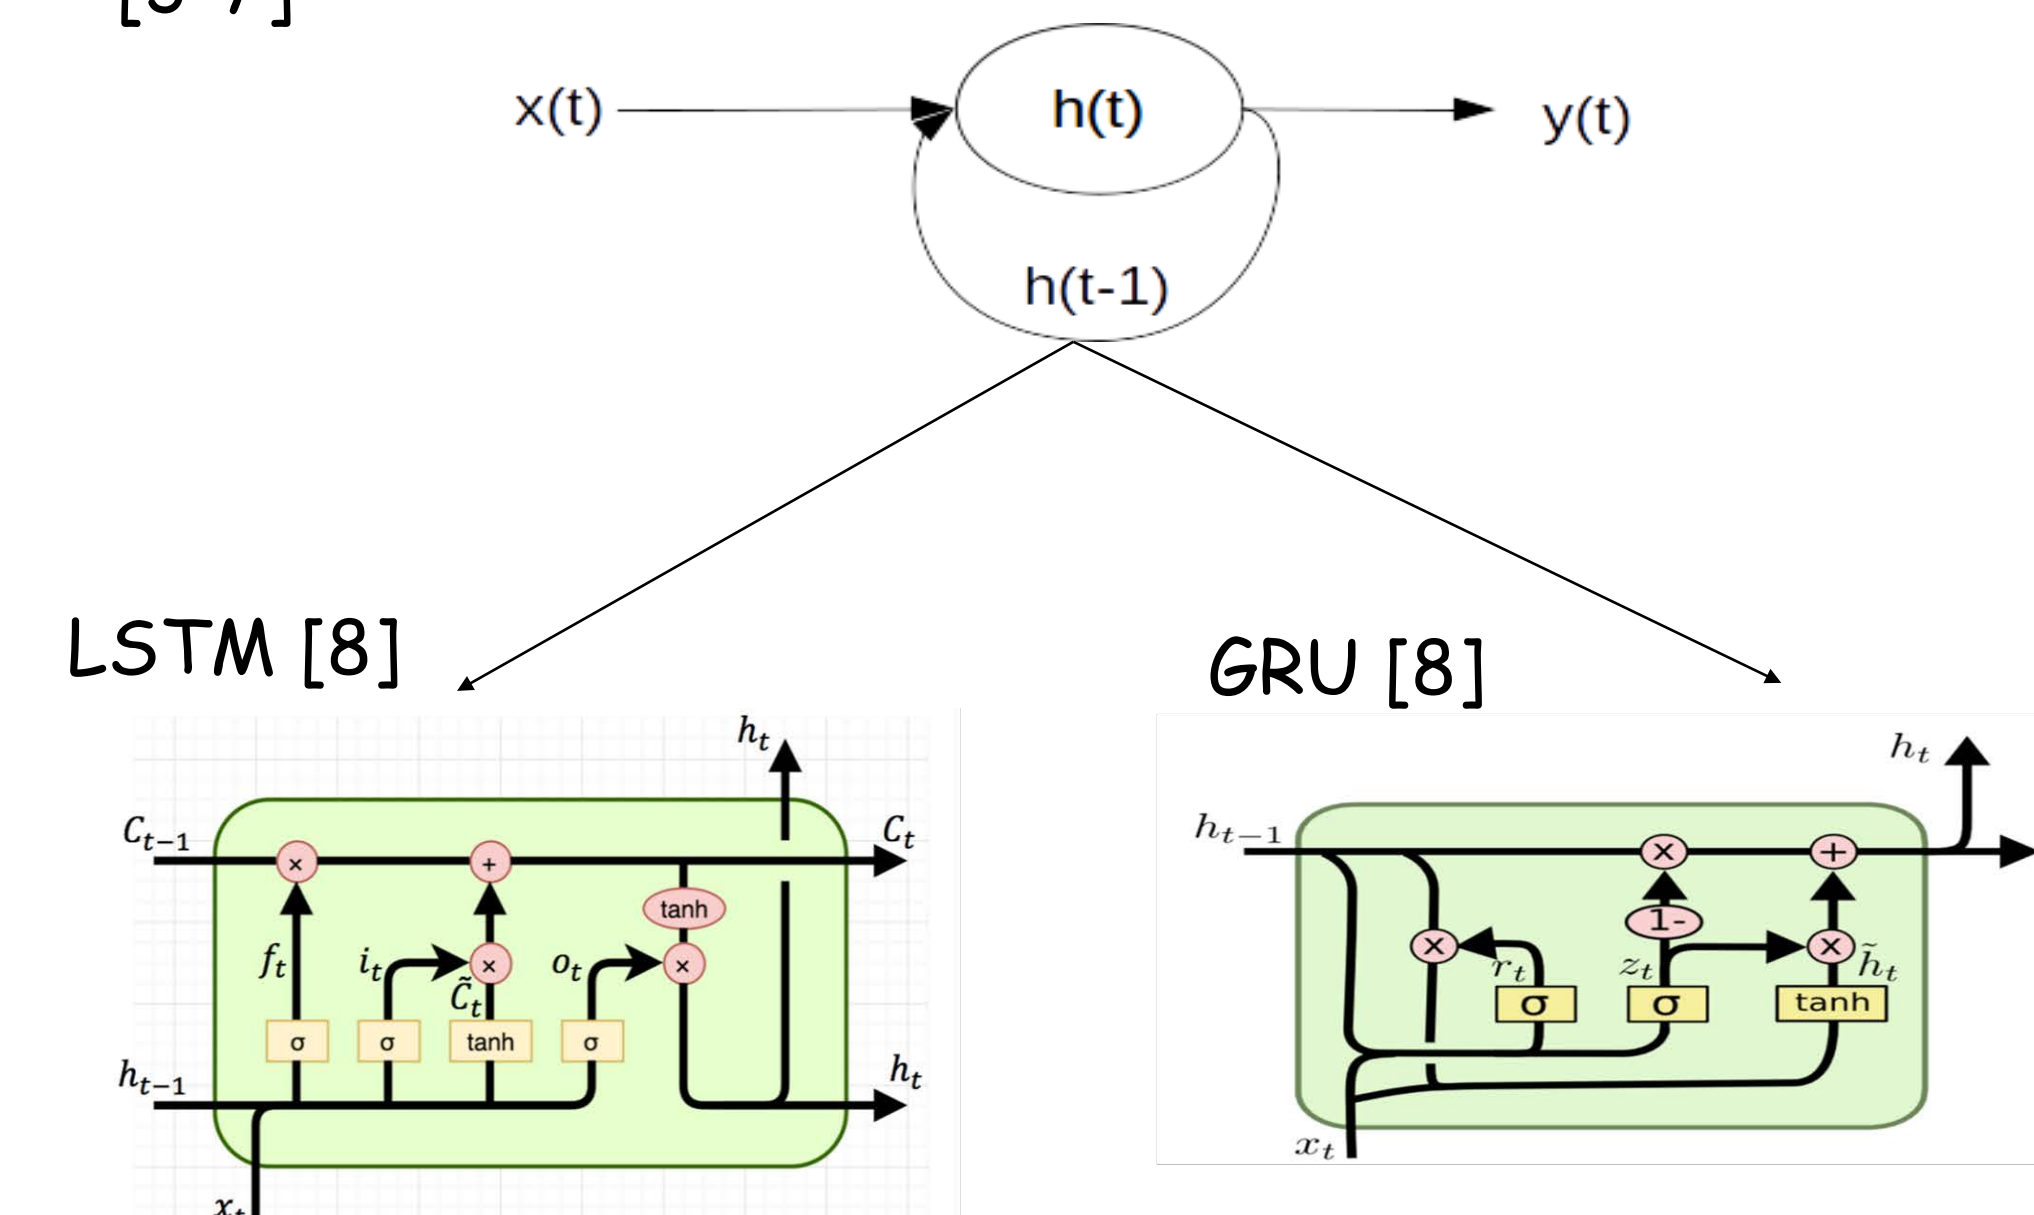 x(t)
h(t)
y(t)
h(t-1)
LSTM [8]
GRU [8]
h_t
C_{t-1}
C_t
×
+
tanh
f_t
i_t
×
o_t
×
C̃_t
σ
σ
tanh
σ
h_{t-1}
h_t
x_t
h_t
h_{t-1}
×
+
1-
×
×
r_t
z_t
h̃_t
σ
σ
tanh
x_t